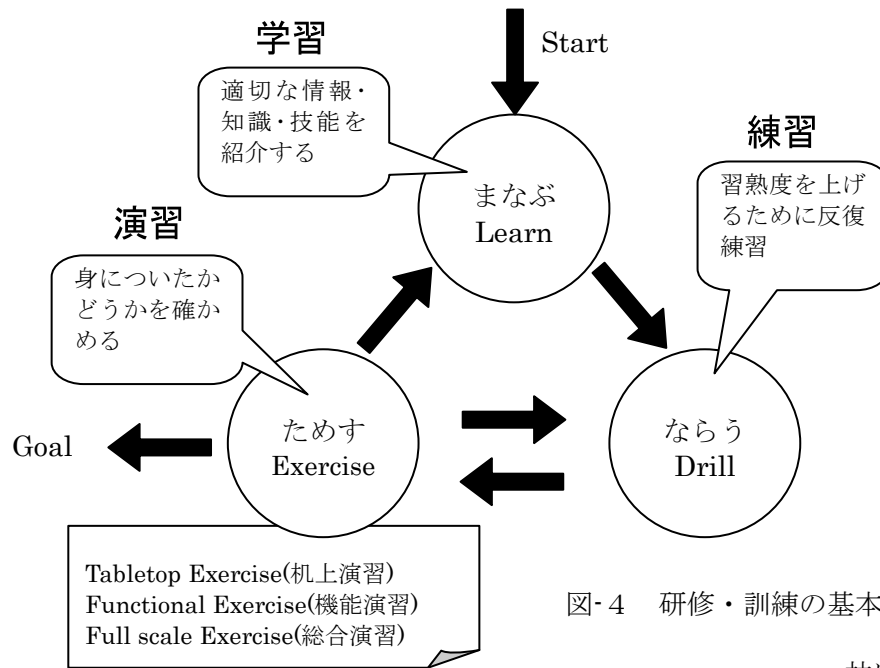 学習
Start
適切な情報・
知識・技能を
紹介する
まなぶ
Learn
練習
習熟度を上げ
るために反復
練習
演習
身についたか
どうかを確か
める
ためす
Exercise
ならう
Drill
Goal
Tabletop Exercise(机上演習)
Functional Exercise(機能演習)
Full scale Exercise(総合演習)
図-４　研修・訓練の基本